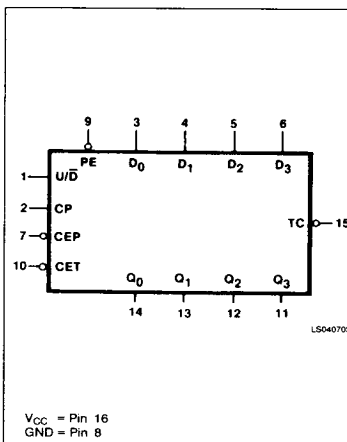 9 3 4 5 6
PE D0 D1 D2 D3
1 U/D̅
2 CP
TC 15
7 CEP
10 CET
Q0 Q1 Q2 Q3
14 13 12 11
LS04070S
VCC = Pin 16
GND = Pin 8